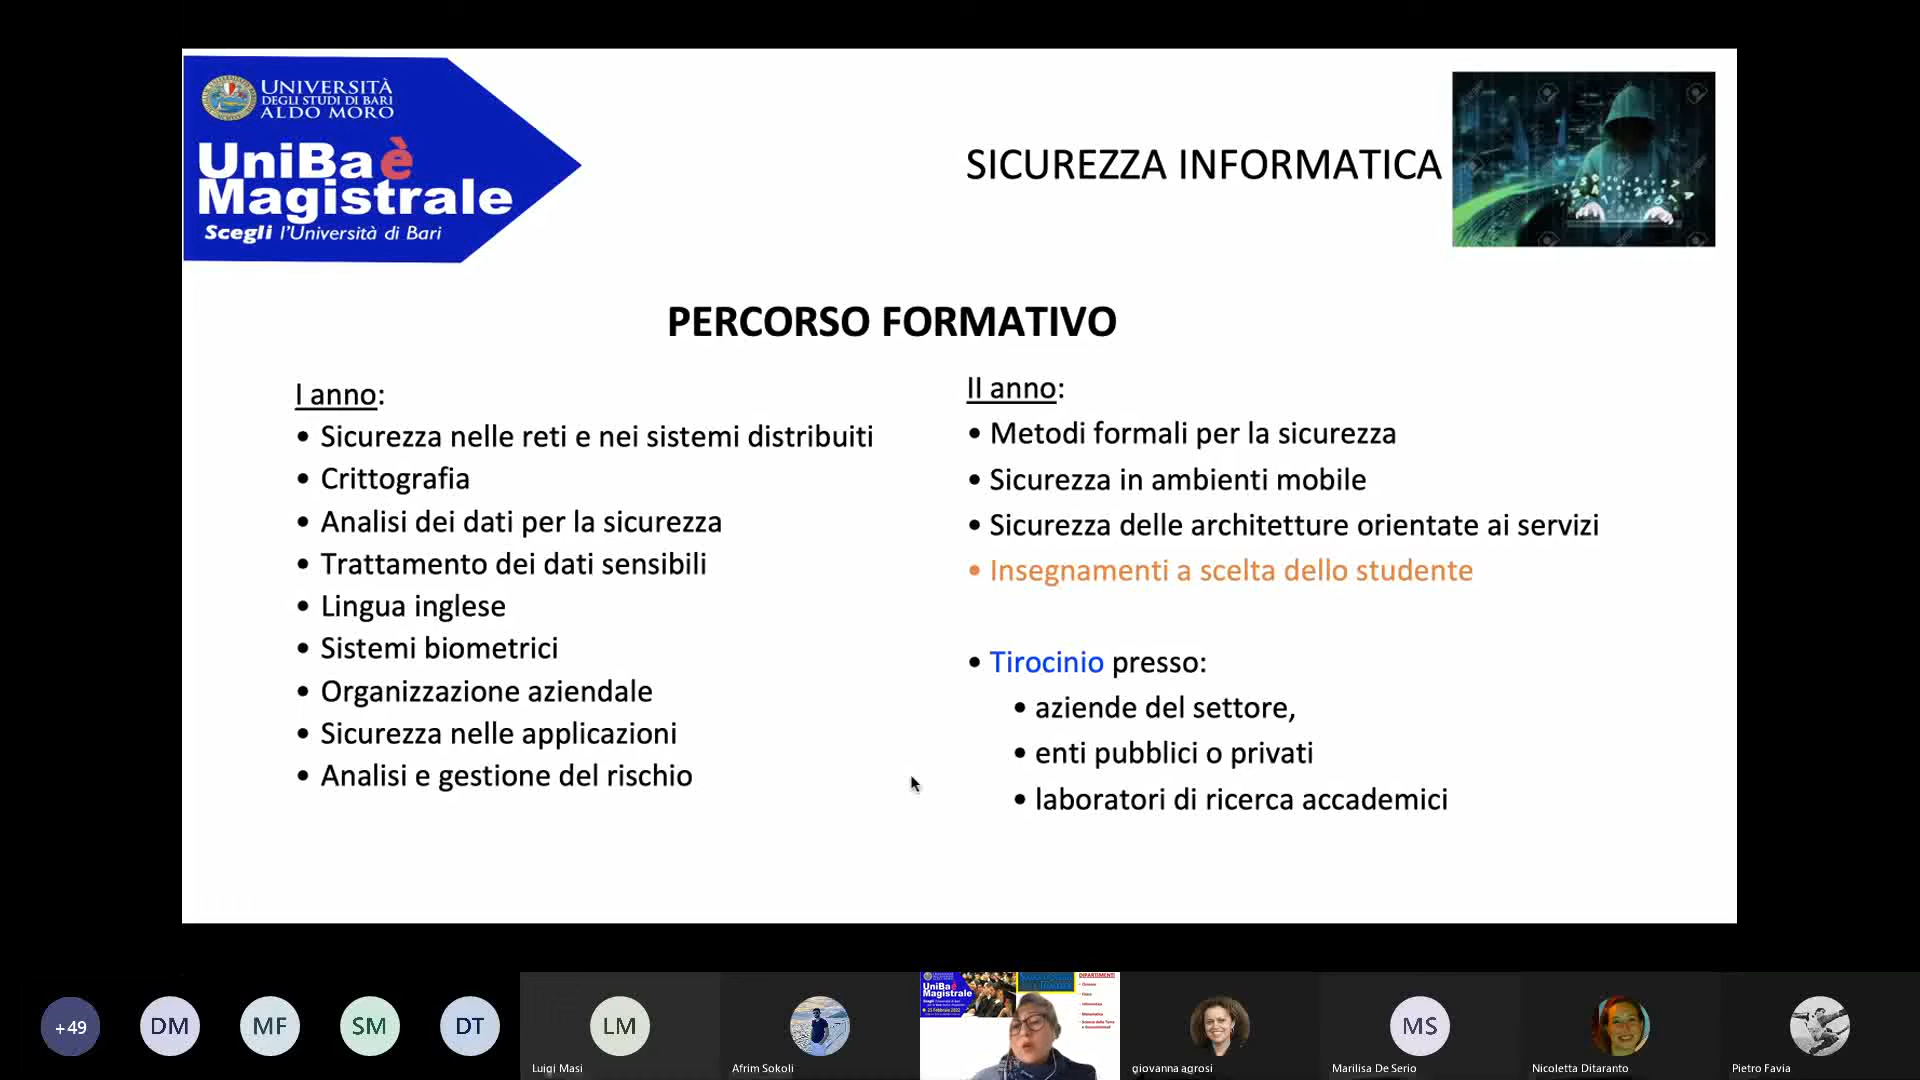 UNIVERSITÀ
DEGLI STUDI DI BARI
ALDO MORO
UniBa è
Magistrale
Scegli l'Università di Bari
SICUREZZA INFORMATICA
PERCORSO FORMATIVO
I anno:
• Sicurezza nelle reti e nei sistemi distribuiti
• Crittografia
• Analisi dei dati per la sicurezza
• Trattamento dei dati sensibili
• Lingua inglese
• Sistemi biometrici
• Organizzazione aziendale
• Sicurezza nelle applicazioni
• Analisi e gestione del rischio
II anno:
• Metodi formali per la sicurezza
• Sicurezza in ambienti mobile
• Sicurezza delle architetture orientate ai servizi
• Insegnamenti a scelta dello studente
• Tirocinio presso:
• aziende del settore,
• enti pubblici o privati
• laboratori di ricerca accademici
+49
DM
MF
SM
DT
LM
Luigi Masi
Afrim Sokoli
UniBa è
Magistrale
DIPARTIMENTI
giovanna agrosi
MS
Marilisa De Serio
Nicoletta Ditaranto
Pietro Favia